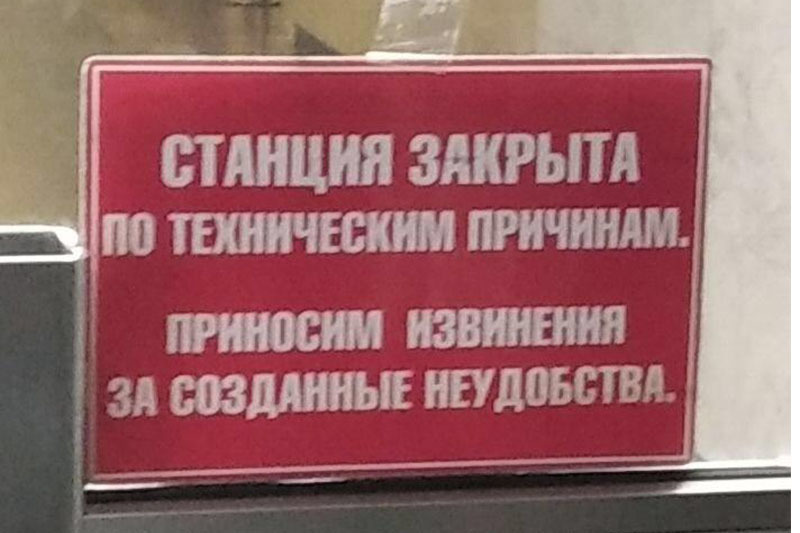 СТАНЦИЯ ЗАКРЫТА
ПО ТЕХНИЧЕСКИМ ПРИЧИНАМ.
ПРИНОСИМ ИЗВИНЕНИЯ
ЗА СОЗДАННЫЕ НЕУДОБСТВА.